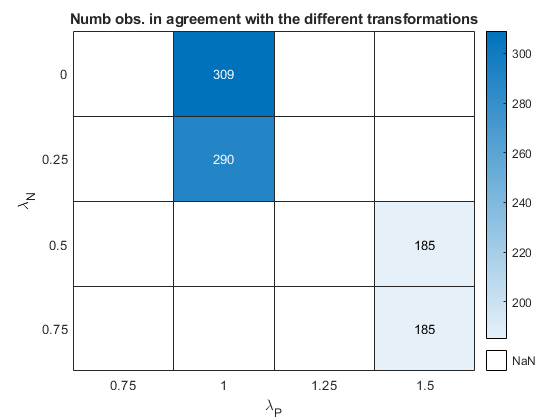 Numb obs. in agreement with the different transformations
0
309
0.25
290
0.5
185
0.75
185
0.75 1 1.25 1.5
λP
λN
300
280
260
240
220
200
NaN